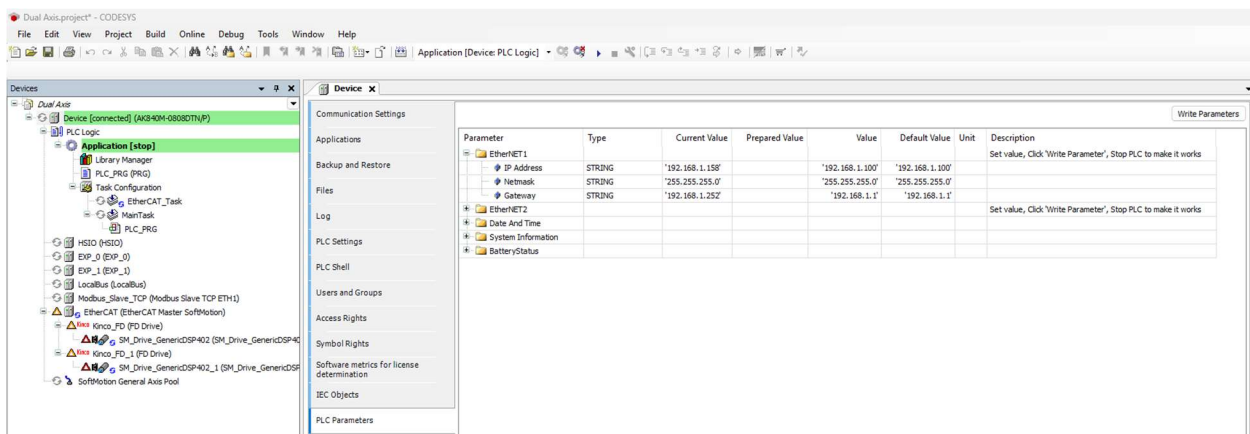 Dual Axis.project* - CODESYS
File Edit View Project Build Online Debug Tools Window Help
Application [Device: PLC Logic]
Devices
Device
Dual Axis
Device [connected] (AK840M-0808DTN/P)
PLC Logic
Application [stop]
Library Manager
PLC_PRG (PRG)
Task Configuration
EtherCAT_Task
MainTask
PLC_PRG
HSIO (HSIO)
EXP_0 (EXP_0)
EXP_1 (EXP_1)
LocalBus (LocalBus)
Modbus_Slave_TCP (Modbus Slave TCP ETH1)
EtherCAT (EtherCAT Master SoftMotion)
Kinco Kinco_FD (FD Drive)
SM_Drive_GenericDSP402 (SM_Drive_GenericDSP40
Kinco Kinco_FD_1 (FD Drive)
SM_Drive_GenericDSP402_1 (SM_Drive_GenericDSP
SoftMotion General Axis Pool
Communication Settings
Applications
Backup and Restore
Files
Log
PLC Settings
PLC Shell
Users and Groups
Access Rights
Symbol Rights
Software metrics for license
determination
IEC Objects
PLC Parameters
Write Parameters
Parameter Type Current Value Prepared Value Value Default Value Unit Description
EtherNET1 Set value, Click 'Write Parameter', Stop PLC to make it works
IP Address STRING '192.168.1.158' '192.168.1.100' '192.168.1.100'
Netmask STRING '255.255.255.0' '255.255.255.0' '255.255.255.0'
Gateway STRING '192.168.1.252' '192.168.1.1' '192.168.1.1'
EtherNET2 Set value, Click 'Write Parameter', Stop PLC to make it works
Date And Time
System Information
BatteryStatus